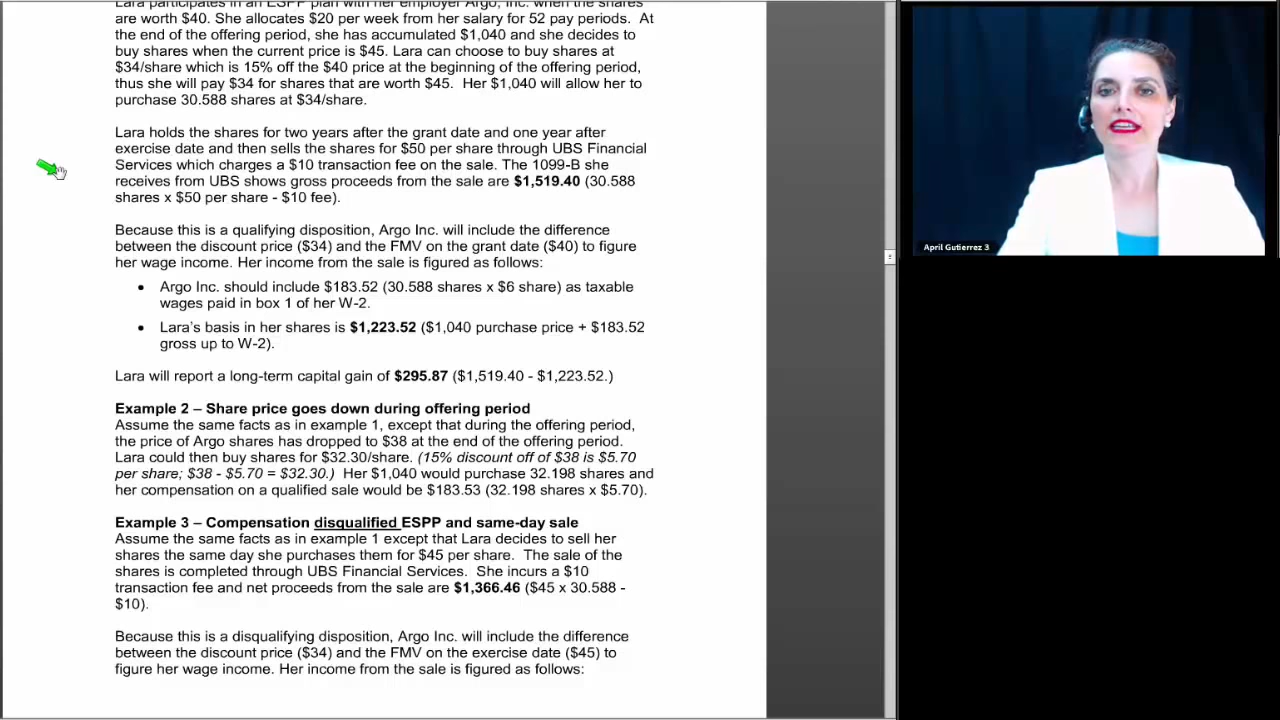 Lara participates in an ESPP plan with her employer Argo, Inc. when the shares
are worth $40. She allocates $20 per week from her salary for 52 pay periods.  At
the end of the offering period, she has accumulated $1,040 and she decides to
buy shares when the current price is $45. Lara can choose to buy shares at
$34/share which is 15% off the $40 price at the beginning of the offering period,
thus she will pay $34 for shares that are worth $45.  Her $1,040 will allow her to
purchase 30.588 shares at $34/share.
Lara holds the shares for two years after the grant date and one year after
exercise date and then sells the shares for $50 per share through UBS Financial
Services which charges a $10 transaction fee on the sale. The 1099-B she
receives from UBS shows gross proceeds from the sale are $1,519.40 (30.588
shares x $50 per share - $10 fee).
Because this is a qualifying disposition, Argo Inc. will include the difference
between the discount price ($34) and the FMV on the grant date ($40) to figure
her wage income. Her income from the sale is figured as follows:
• Argo Inc. should include $183.52 (30.588 shares x $6 share) as taxable
wages paid in box 1 of her W-2.
• Lara's basis in her shares is $1,223.52 ($1,040 purchase price + $183.52
gross up to W-2).
Lara will report a long-term capital gain of $295.87 ($1,519.40 - $1,223.52.)
Example 2 – Share price goes down during offering period
Assume the same facts as in example 1, except that during the offering period,
the price of Argo shares has dropped to $38 at the end of the offering period.
Lara could then buy shares for $32.30/share. (15% discount off of $38 is $5.70
per share; $38 - $5.70 = $32.30.)  Her $1,040 would purchase 32.198 shares and
her compensation on a qualified sale would be $183.53 (32.198 shares x $5.70).
Example 3 – Compensation disqualified ESPP and same-day sale
Assume the same facts as in example 1 except that Lara decides to sell her
shares the same day she purchases them for $45 per share.  The sale of the
shares is completed through UBS Financial Services.  She incurs a $10
transaction fee and net proceeds from the sale are $1,366.46 ($45 x 30.588 -
$10).
Because this is a disqualifying disposition, Argo Inc. will include the difference
between the discount price ($34) and the FMV on the exercise date ($45) to
figure her wage income. Her income from the sale is figured as follows:
April Gutierrez 3